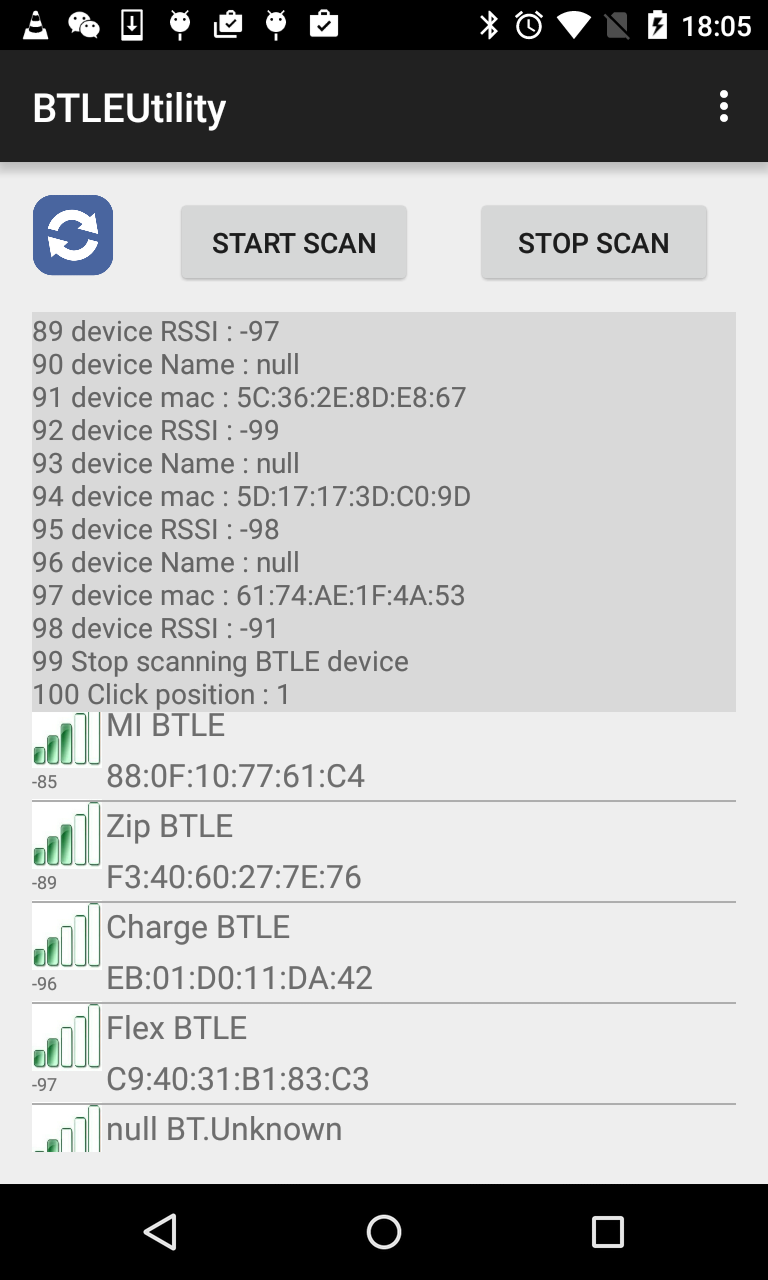 18:05
BTLEUtility
START SCAN STOP SCAN
89 device RSSI : -97
90 device Name : null
91 device mac : 5C:36:2E:8D:E8:67
92 device RSSI : -99
93 device Name : null
94 device mac : 5D:17:17:3D:C0:9D
95 device RSSI : -98
96 device Name : null
97 device mac : 61:74:AE:1F:4A:53
98 device RSSI : -91
99 Stop scanning BTLE device
100 Click position : 1
MI BTLE
-85 88:0F:10:77:61:C4
Zip BTLE
-89 F3:40:60:27:7E:76
Charge BTLE
-96 EB:01:D0:11:DA:42
Flex BTLE
-97 C9:40:31:B1:83:C3
null BT.Unknown